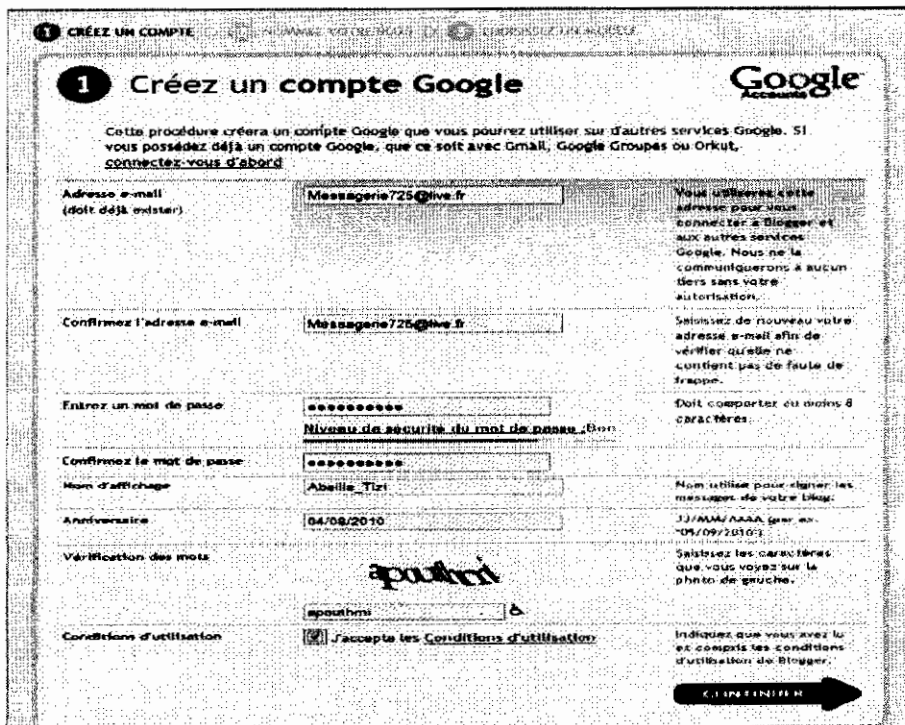 1 CRÉEZ UN COMPTE
1 Créez un compte Google
Google
Accounts
Cette procédure créera un compte Google que vous pourrez utiliser sur d'autres services Google. Si
vous possédez déjà un compte Google, que ce soit avec Gmail, Google Groupes ou Orkut,
connectez-vous d'abord
Adresse e-mail
(doit déjà exister)
Messagerie725@live.fr
Vous utiliserez cette
adresse pour vous
connecter à Blogger et
aux autres services
Google. Nous ne la
communiquerons à aucun
tiers sans votre
autorisation.
Confirmez l'adresse e-mail
Messagerie725@live.fr
Saisissez de nouveau votre
adresse e-mail afin de
vérifier qu'elle ne
contient pas de faute de
frappe.
Entrez un mot de passe
Niveau de sécurité du mot de passe :Bon
Doit comporter au moins 8
caractères.
Confirmez le mot de passe
Nom d'affichage
Abeille_Tizi
Nom utilisé pour signer les
messages de votre blog.
Anniversaire
04/08/2010
JJ/MM/AAAA (par ex.
"05/09/2010")
Vérification des mots
apouthmi
apouthmi
Saisissez les caractères
que vous voyez sur la
photo de gauche.
Conditions d'utilisation
J'accepte les Conditions d'utilisation
Indiquez que vous avez lu
et compris les conditions
d'utilisation de Blogger.
CONTINUER